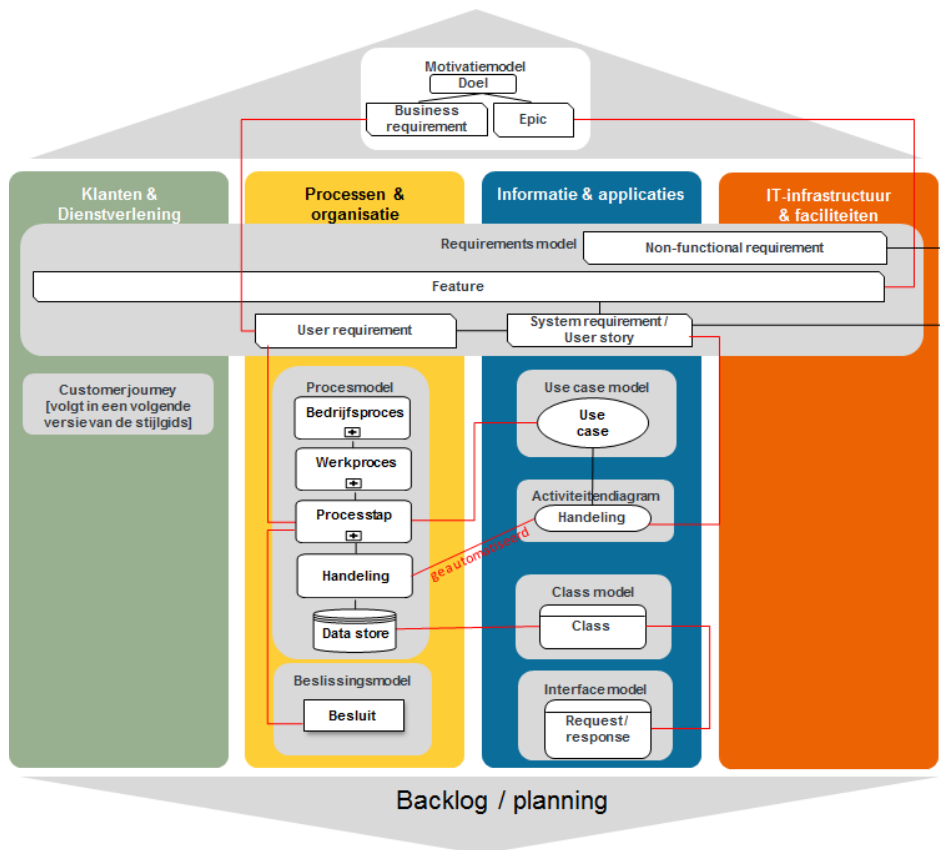 Motivatiemodel
Doel
Business
requirement
Epic
Klanten &
Dienstverlening
Processen &
organisatie
Informatie & applicaties
IT-infrastructuur
& faciliteiten
Requirements model
Non-functional requirement
Feature
User requirement
System requirement /
User story
Customer journey
[volgt in een volgende
versie van de stijlgids]
Procesmodel
Bedrijfsproces
Werkproces
Processtap
Handeling
Data store
Beslissingsmodel
Besluit
Use case model
Use
case
Activiteitendiagram
Handeling
geautomatiseerd
Class model
Class
Interface model
Request/
response
Backlog / planning